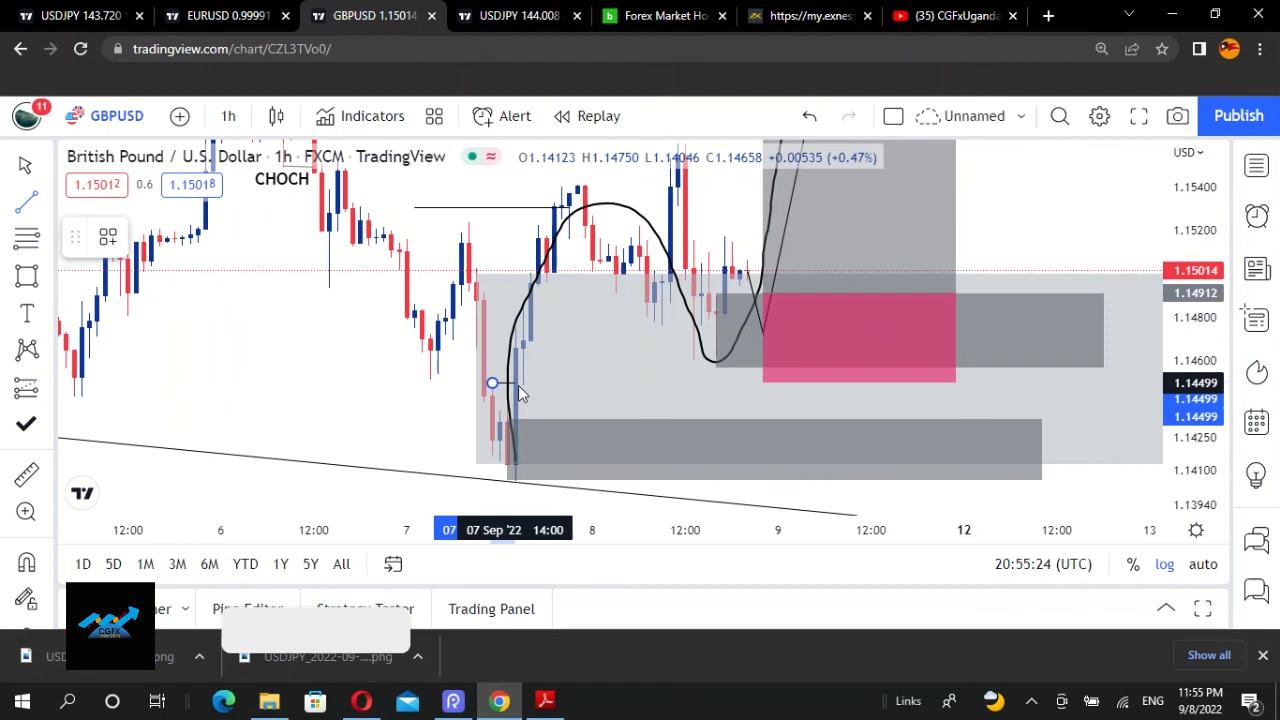 USDJPY 143.720
EURUSD 0.99991
GBPUSD 1.15014
USDJPY 144.008
Forex Market Ho
https://my.exnes
(35) CGFxUganda
tradingview.com/chart/CZL3TVo0/
11
GBPUSD
1h
Indicators
Alert
Replay
Unnamed
Publish
British Pound / U.S. Dollar · 1h · FXCM · TradingView
O1.14123 H1.14750 L1.14046 C1.14658 +0.00535 (+0.47%)
USD
1.15012
0.6
1.15018
CHOCH
1.15400
1.15200
1.15014
1.14912
1.14800
1.14600
1.14499
1.14499
1.14499
1.14250
1.14100
1.13940
12:00
6
12:00
7
07
07 Sep '22 14:00
8
12:00
9
12:00
12
12:00
13
1D
5D
1M
3M
6M
YTD
1Y
5Y
All
20:55:24 (UTC)
%
log
auto
Trading Panel
CGFX
USDJPY_2022-09-....png
Show all
Links
ENG
11:55 PM
9/8/2022
2